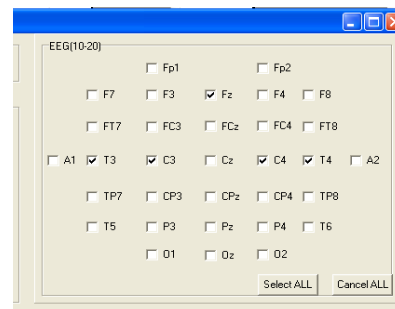 EEG(10-20)
Fp1 Fp2
F7 F3 Fz F4 F8
FT7 FC3 FCz FC4 FT8
A1 T3 C3 Cz C4 T4 A2
TP7 CP3 CPz CP4 TP8
T5 P3 Pz P4 T6
O1 Oz O2
Select ALL Cancel ALL